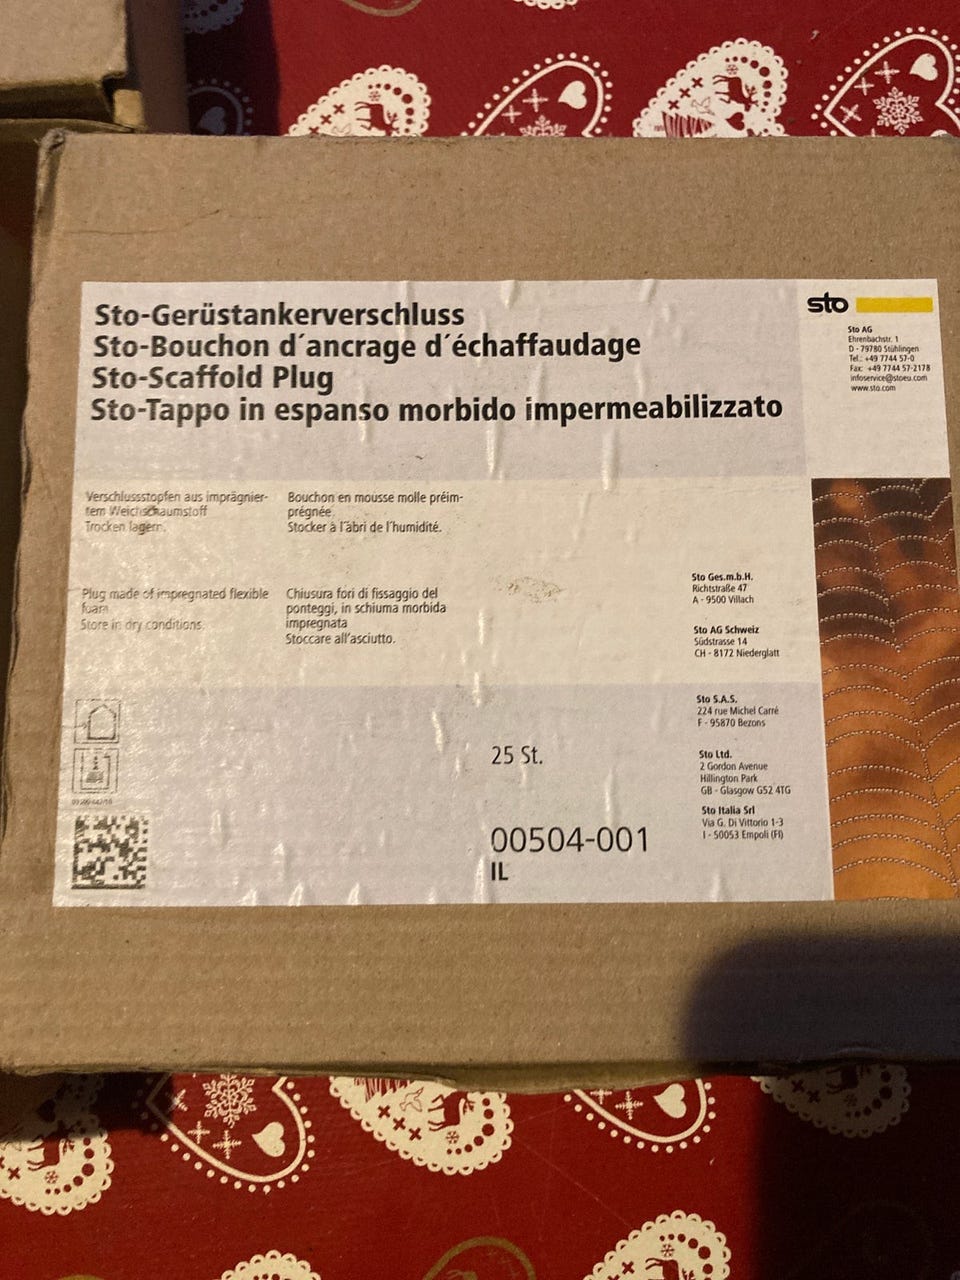 Sto-Gerüstankerverschluss
Sto-Bouchon d´ancrage d´échaffaudage
Sto-Scaffold Plug
Sto-Tappo in espanso morbido impermeabilizzato
sto
Sto AG
Ehrenbachstr. 1
D - 79780 Stühlingen
Tel.: +49 7744 57-0
Fax: +49 7744 57-2178
infoservice@stoeu.com
www.sto.com
Verschlussstopfen aus imprägnier-
tem Weichschaumstoff
Trocken lagern.
Bouchon en mousse molle préim-
prégnée
Stocker à l´abri de l´humidité.
Plug made of impregnated flexible
foam
Store in dry conditions.
Chiusura fori di fissaggio del
ponteggi, in schiuma morbida
impregnata
Stoccare all'asciutto.
Sto Ges.m.b.H.
Richtstraße 47
A - 9500 Villach
Sto AG Schweiz
Südstrasse 14
CH - 8172 Niederglatt
Sto S.A.S.
224 rue Michel Carré
F - 95870 Bezons
Sto Ltd.
2 Gordon Avenue
Hillington Park
GB - Glasgow G52 4TG
Sto Italia Srl
Via G. Di Vittorio 1-3
I - 50053 Empoli (FI)
25 St.
00504-001
IL